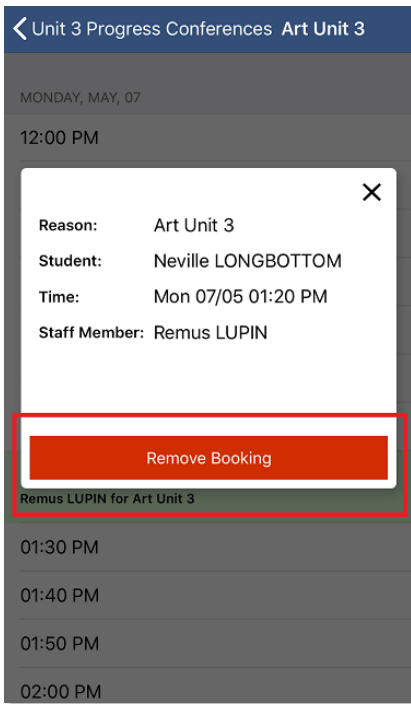 Unit 3 Progress Conferences Art Unit 3
MONDAY, MAY, 07
12:00 PM
Reason: Art Unit 3
Student: Neville LONGBOTTOM
Time: Mon 07/05 01:20 PM
Staff Member: Remus LUPIN
Remove Booking
Remus LUPIN for Art Unit 3
01:30 PM
01:40 PM
01:50 PM
02:00 PM